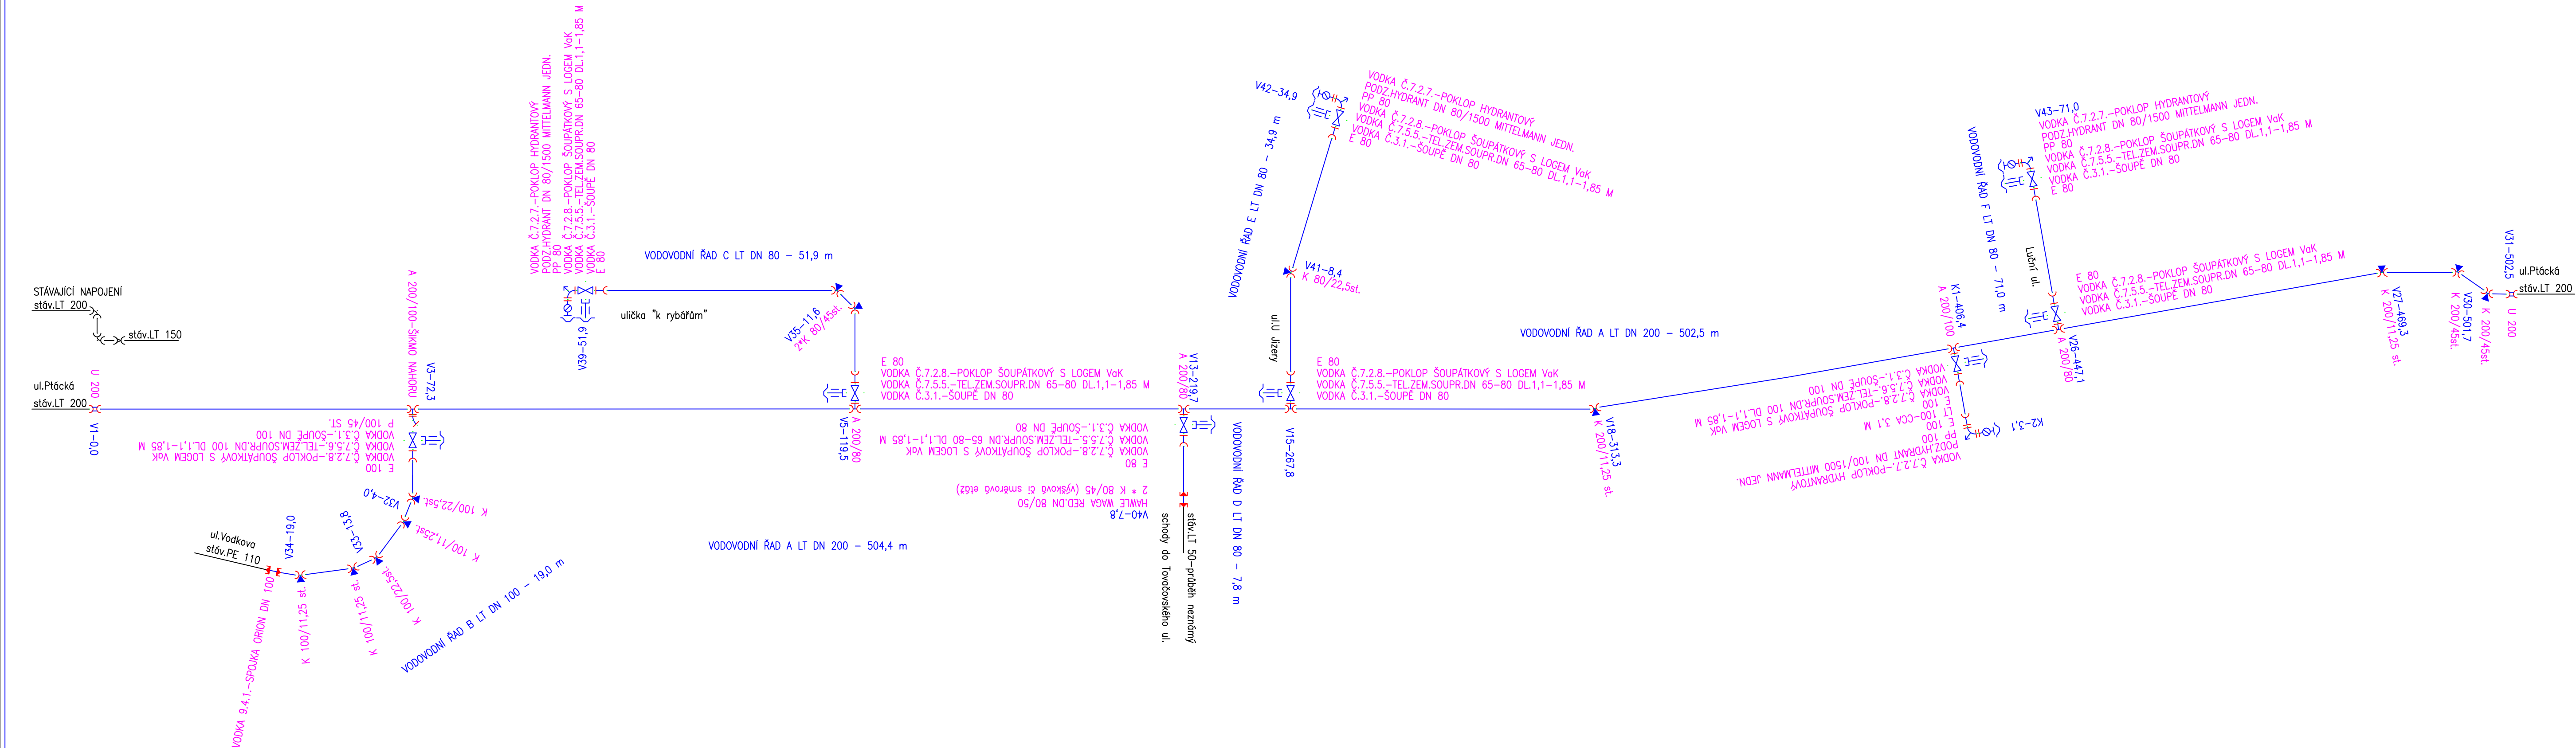 STÁVAJÍCÍ NAPOJENÍ
stáv.LT 200
stáv.LT 150
ul.Ptácká
stáv.LT 200
U 200
V1-0,0
A 200/100-ŠIKMO NAHORU
V3-72,3
P 100/45 ST.
VODKA Č.3.1.-ŠOUPĚ DN 100
VODKA Č.7.5.6.-TEL.ZEM.SOUPR.DN 100 DL.1,1-1,85 M
VODKA Č.7.2.8.-POKLOP ŠOUPÁTKOVÝ S LOGEM VaK
E 100
V32-4,0
K 100/22,5st.
K 100/11,25st.
V33-13,8
K 100/22,5st.
K 100/11,25 st.
V34-19,0
K 100/11,25 st.
ul.Vodkova
stáv.PE 110
VODKA 9.4.1.-SPOJKA ORION DN 100
VODOVODNÍ ŘAD B LT DN 100 - 19,0 m
VODKA Č.7.2.7.-POKLOP HYDRANTOVÝ
PODZ.HYDRANT DN 80/1500 MITTELMANN JEDN.
PP 80
VODKA Č.7.2.8.-POKLOP ŠOUPÁTKOVÝ S LOGEM VaK
VODKA Č.7.5.5.-TEL.ZEM.SOUPR.DN 65-80 DL.1,1-1,85 M
VODKA Č.3.1.-ŠOUPĚ DN 80
E 80
V39-51,9
VODOVODNÍ ŘAD C LT DN 80 - 51,9 m
ulička "k rybářům"
V35-11,6
2*K 80/45st.
E 80
VODKA Č.7.2.8.-POKLOP ŠOUPÁTKOVÝ S LOGEM VaK
VODKA Č.7.5.5.-TEL.ZEM.SOUPR.DN 65-80 DL.1,1-1,85 M
VODKA Č.3.1.-ŠOUPĚ DN 80
V5-119,5
A 200/80
VODOVODNÍ ŘAD A LT DN 200 - 504,4 m
V13-219,7
A 200/80
VODKA Č.3.1.-ŠOUPĚ DN 80
VODKA Č.7.5.5.-TEL.ZEM.SOUPR.DN 65-80 DL.1,1-1,85 M
VODKA Č.7.2.8.-POKLOP ŠOUPÁTKOVÝ S LOGEM VaK
E 80
2 * K 80/45 (výšková či směrová etáž)
HAWLE WAGA RED.DN 80/50
V40-7,8
stáv.LT 50-průběh neznámý
schody do Tovačovského ul.
VODOVODNÍ ŘAD D LT DN 80 - 7,8 m
VODOVODNÍ ŘAD E LT DN 80 - 34,9 m
V42-34,9
VODKA Č.7.2.7.-POKLOP HYDRANTOVÝ
PODZ.HYDRANT DN 80/1500 MITTELMANN JEDN.
PP 80
VODKA Č.7.2.8.-POKLOP ŠOUPÁTKOVÝ S LOGEM VaK
VODKA Č.7.5.5.-TEL.ZEM.SOUPR.DN 65-80 DL.1,1-1,85 M
VODKA Č.3.1.-ŠOUPĚ DN 80
E 80
V41-8,4
K 80/22,5st.
ul.U Jizery
E 80
VODKA Č.7.2.8.-POKLOP ŠOUPÁTKOVÝ S LOGEM VaK
VODKA Č.7.5.5.-TEL.ZEM.SOUPR.DN 65-80 DL.1,1-1,85 M
VODKA Č.3.1.-ŠOUPĚ DN 80
V15-267,8
VODOVODNÍ ŘAD A LT DN 200 - 502,5 m
V18-313,3
K 200/11,25 st.
K1-406,4
A 200/100
VODKA Č.3.1.-ŠOUPĚ DN 100
VODKA Č.7.5.6.-TEL.ZEM.SOUPR.DN 100 DL.1,1-1,85 M
VODKA Č.7.2.8.-POKLOP ŠOUPÁTKOVÝ S LOGEM VaK
E 100
LT 100-CCA 3,1 M
E 100
PP 100
PODZ.HYDRANT DN 100/1500 MITTELMANN JEDN.
VODKA Č.7.2.7.-POKLOP HYDRANTOVÝ
K2-3,1
VODOVODNÍ ŘAD F LT DN 80 - 71,0 m
V43-71,0
VODKA Č.7.2.7.-POKLOP HYDRANTOVÝ
PODZ.HYDRANT DN 80/1500 MITTELMANN JEDN.
PP 80
VODKA Č.7.2.8.-POKLOP ŠOUPÁTKOVÝ S LOGEM VaK
VODKA Č.7.5.5.-TEL.ZEM.SOUPR.DN 65-80 DL.1,1-1,85 M
VODKA Č.3.1.-ŠOUPĚ DN 80
E 80
Luční ul.
E 80
VODKA Č.7.2.8.-POKLOP ŠOUPÁTKOVÝ S LOGEM VaK
VODKA Č.7.5.5.-TEL.ZEM.SOUPR.DN 65-80 DL.1,1-1,85 M
VODKA Č.3.1.-ŠOUPĚ DN 80
V26-447,1
A 200/80
V27-469,3
K 200/11,25 st.
V30-501,7
K 200/45st.
K 200/45st.
V31-502,5
U 200
ul.Ptácká
stáv.LT 200